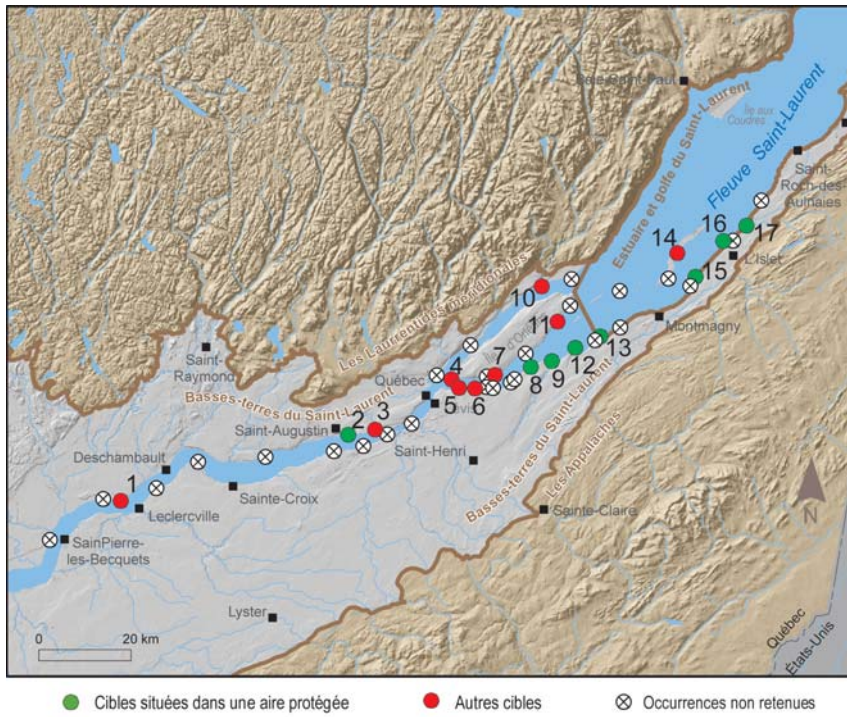 Baie-Saint-Paul
Île aux
Coudres
Fleuve Saint-Laurent
Estuaire et golfe du Saint-Laurent
Saint-
Roch-des-
Aulnaies
16
17
14
L'Islet
15
10
Les Laurentides méridionales
11
Montmagny
Île d'Orléans
13
12
Saint-
Raymond
7
4
Québec
8
9
Lévis
5
6
Basses-terres du Saint-Laurent
2
3
Saint-Augustin
Saint-Henri
Basses-terres du Saint-Laurent
Les Appalaches
Deschambault
1
Sainte-Croix
Leclercville
Sainte-Claire
N
SainPierre-
les-Becquets
Lyster
0
20 km
Québec
États-Unis
Cibles situées dans une aire protégée
Autres cibles
Occurrences non retenues